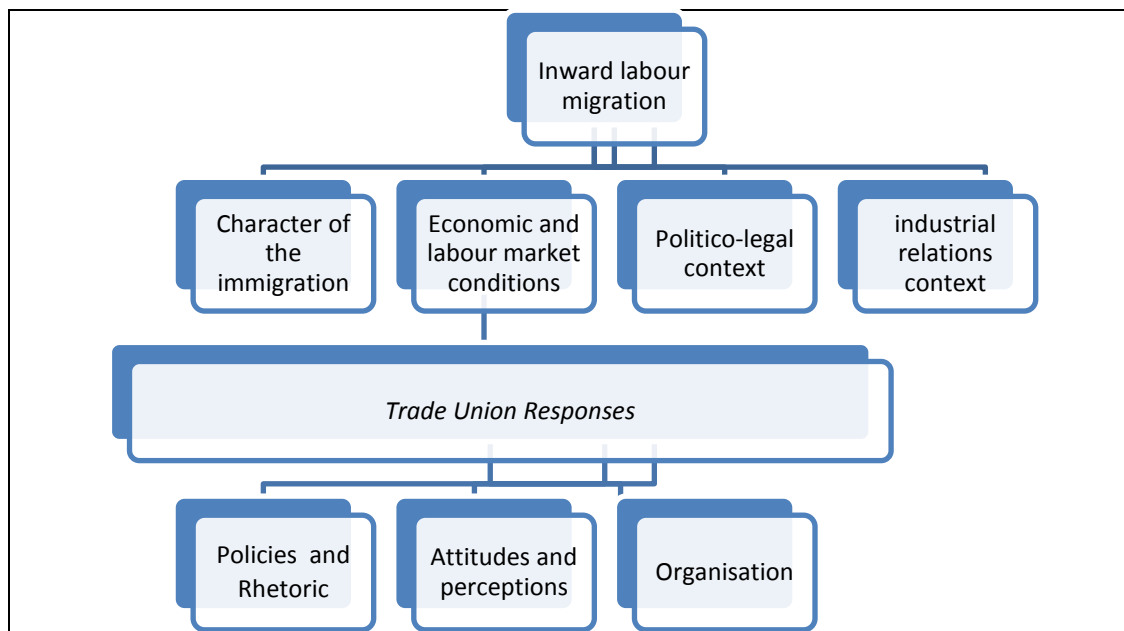 Inward labour
migration
Character of
the
immigration
Economic and
labour market
conditions
Politico-legal
context
industrial
relations
context
Trade Union Responses
Policies and
Rhetoric
Attitudes and
perceptions
Organisation